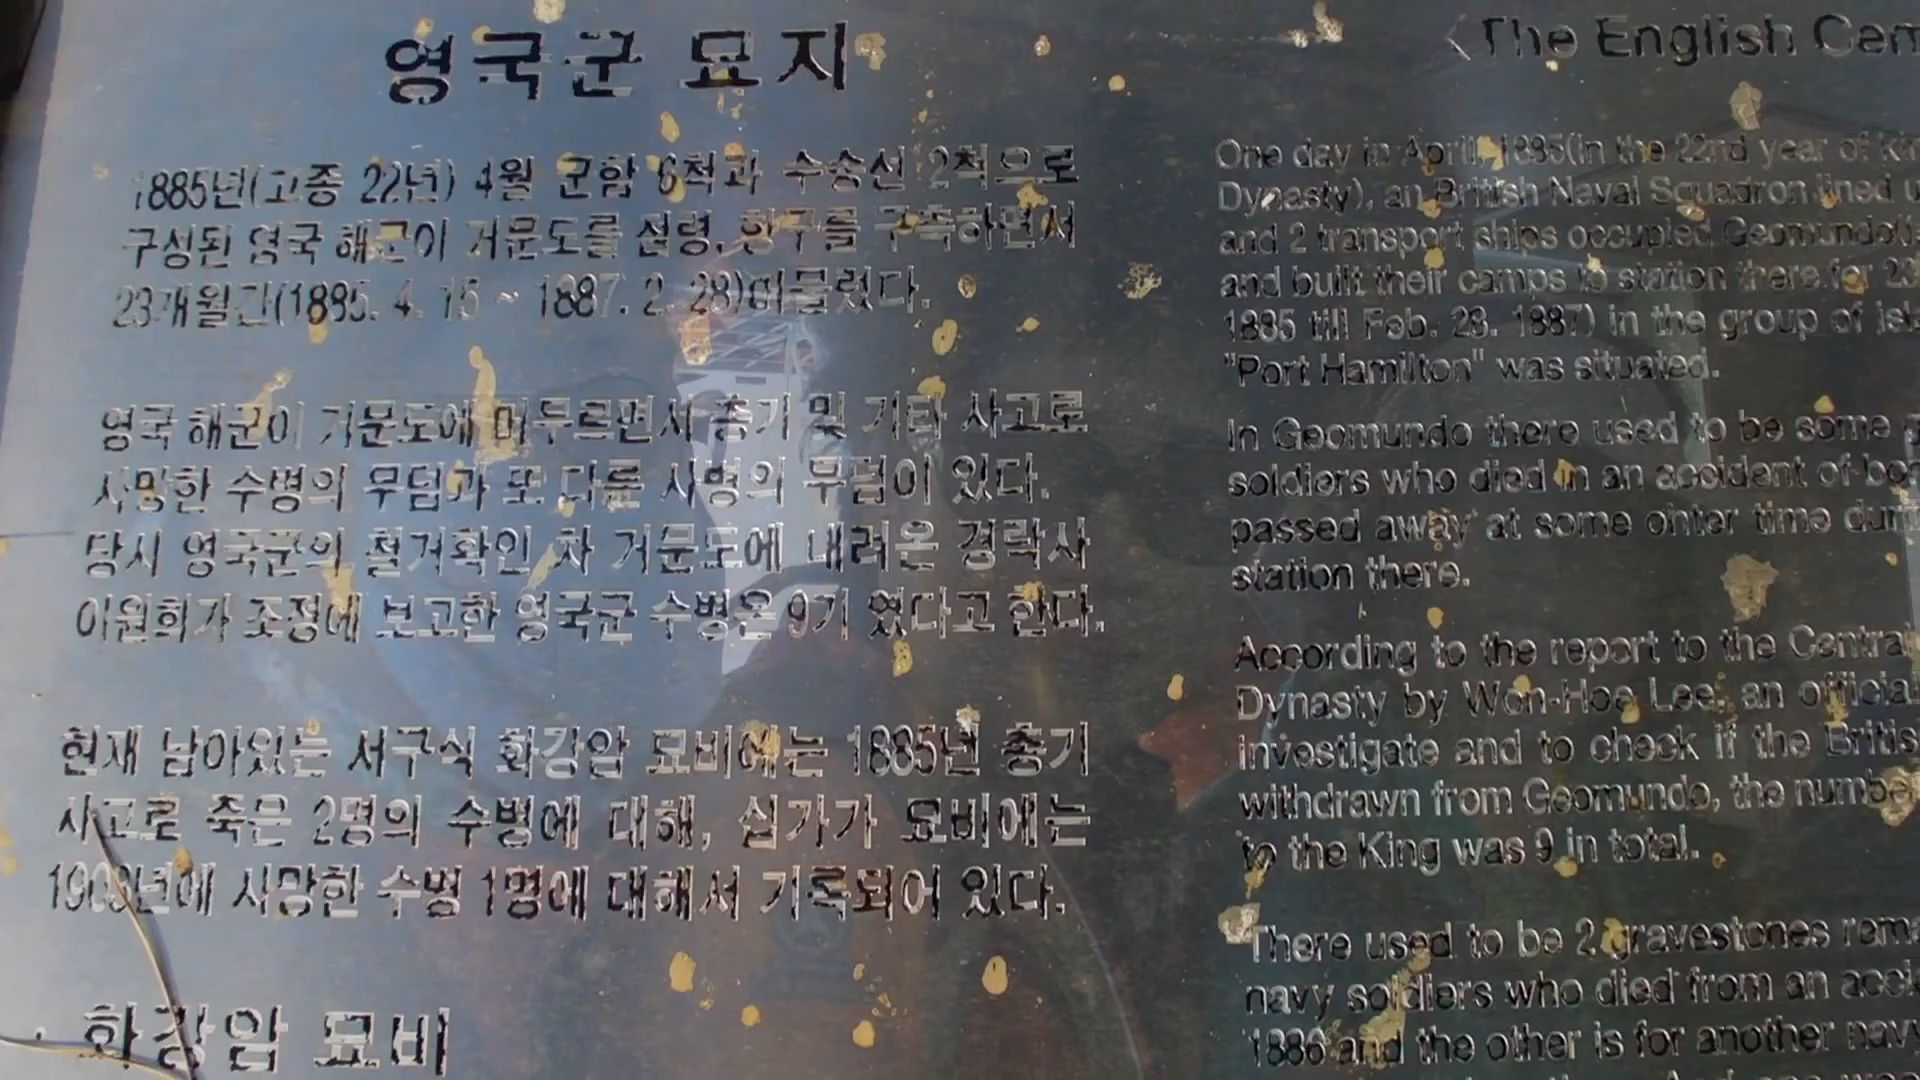 영국군 묘지
1885년(고종 22년) 4월 군함 6척과 수송선 2척으로
구성된 영국 해군이 거문도를 점령, 항구를 구축하면서
23개월간(1885. 4. 15 ~ 1887. 2. 28)머물렀다.
영국 해군이 거문도에 머무르면서 총기 및 기타 사고로
사망한 수병의 무덤과 또 다른 사병의 무덤이 있다.
당시 영국군의 철거확인 차 거문도에 내려온 경략사
이원회가 조정에 보고한 영국군 수병은 9기 였다고 한다.
현재 남아있는 서구식 화강암 묘비에는 1885년 총기
사고로 죽은 2명의 수병에 대해, 십가가 묘비에는
1903년에 사망한 수병 1명에 대해서 기록되어 있다.
· 화강암 묘비
<The English
One day in April, 1885(in the 22nd year of
Dynasty), an British Naval Squadron lined
and 2 transport ships occupied Geomundo
and built their camps to station there for
1885 till Feb. 28. 1887) in the group of
"Port Hamilton" was situated.
In Geomundo there used to be some
soldiers who died in an accident of
passed away at some ohter time
station there.
According to the report to the
Dynasty by Won-Hoe Lee, an official
investigate and to check if the
withdrawn from Geomundo, the
to the King was 9 in total.
There used to be 2 gravestones
navy soldiers who died from an
1886 and the other is for another